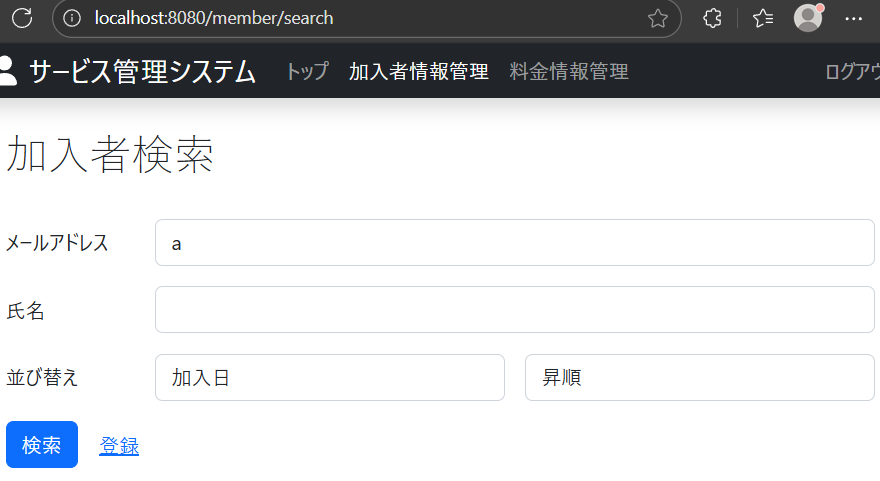 localhost:8080/member/search
サービス管理システム トップ 加入者情報管理 料金情報管理 ログアウ
加入者検索
メールアドレス a
氏名
並び替え 加入日 昇順
検索 登録